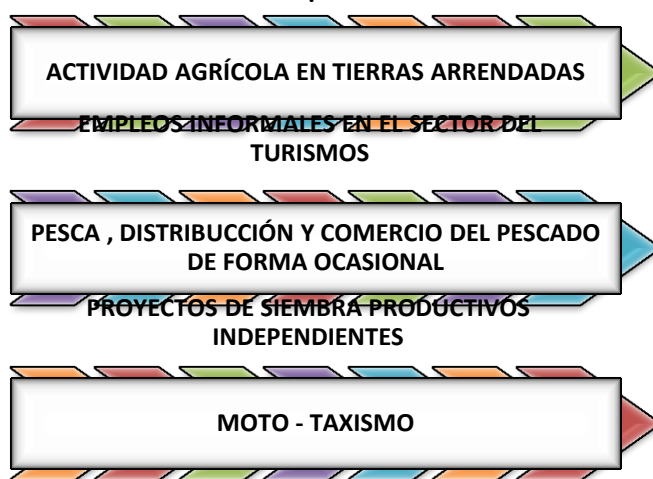 ACTIVIDAD AGRÍCOLA EN TIERRAS ARRENDADAS
EMPLEOS INFORMALES EN EL SECTOR DEL
TURISMOS
PESCA , DISTRIBUCCIÓN Y COMERCIO DEL PESCADO
DE FORMA OCASIONAL
PROYECTOS DE SIEMBRA PRODUCTIVOS
INDEPENDIENTES
MOTO - TAXISMO